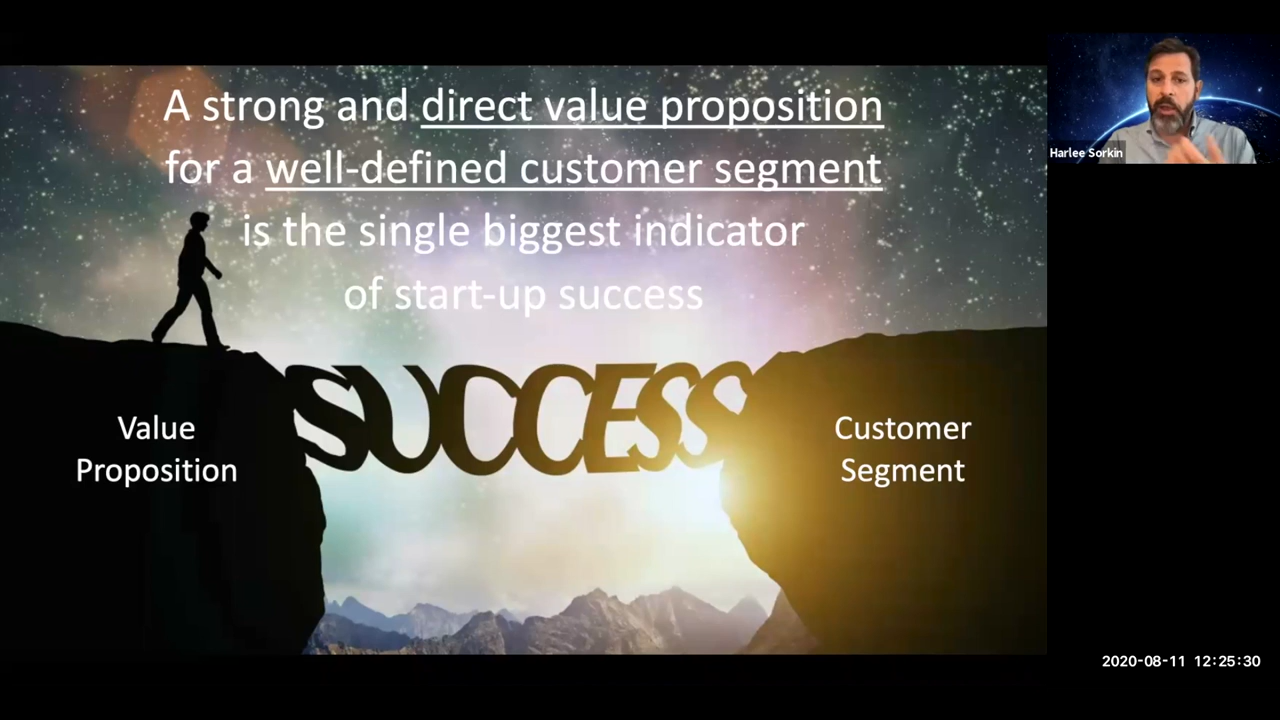 A strong and direct value proposition
for a well-defined customer segment
is the single biggest indicator
of start-up success
SUCCESS
Value
Proposition
Customer
Segment
Harlee Sorkin
2020-08-11 12:25:30